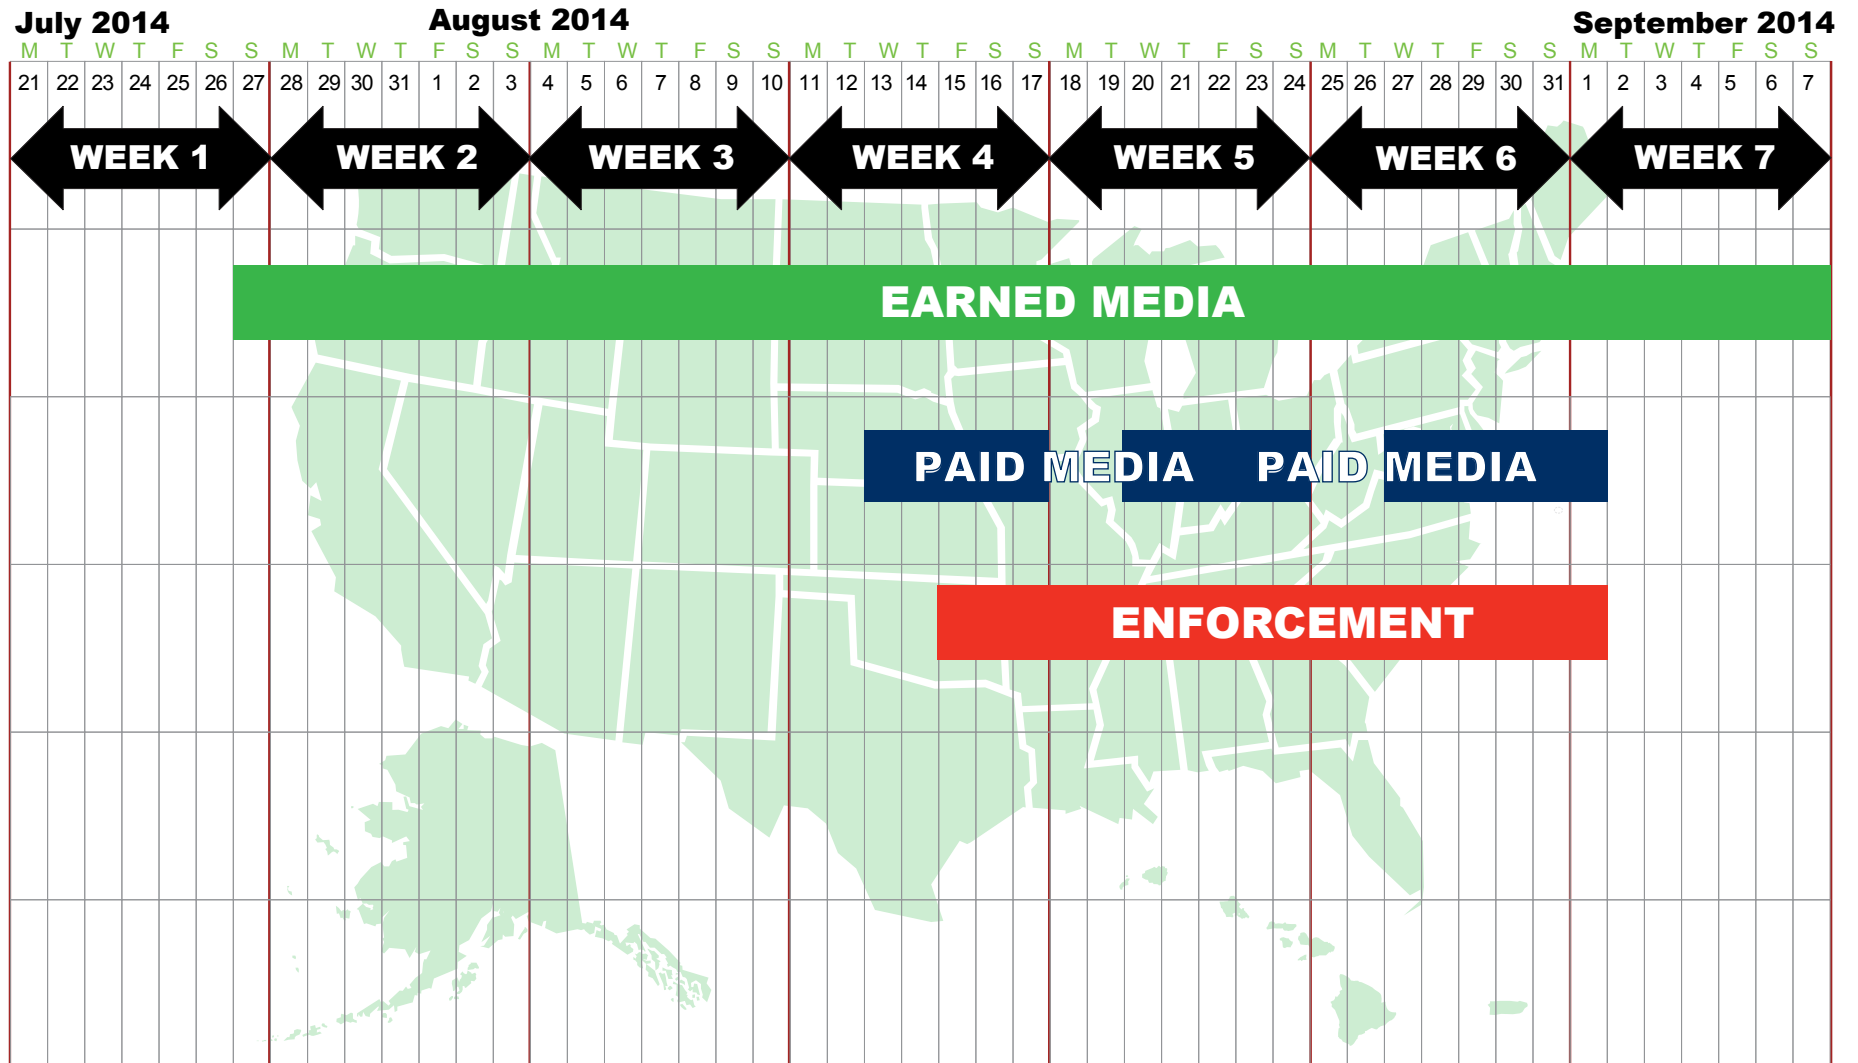 July 2014 August 2014 September 2014
M T W T F S S M T W T F S S M T W T F S S M T W T F S S M T W T F S S M T W T F S S M T W T F S S
21 22 23 24 25 26 27 28 29 30 31 1 2 3 4 5 6 7 8 9 10 11 12 13 14 15 16 17 18 19 20 21 22 23 24 25 26 27 28 29 30 31 1 2 3 4 5 6 7
WEEK 1 WEEK 2 WEEK 3 WEEK 4 WEEK 5 WEEK 6 WEEK 7
EARNED MEDIA
PAID MEDIA PAID MEDIA
ENFORCEMENT